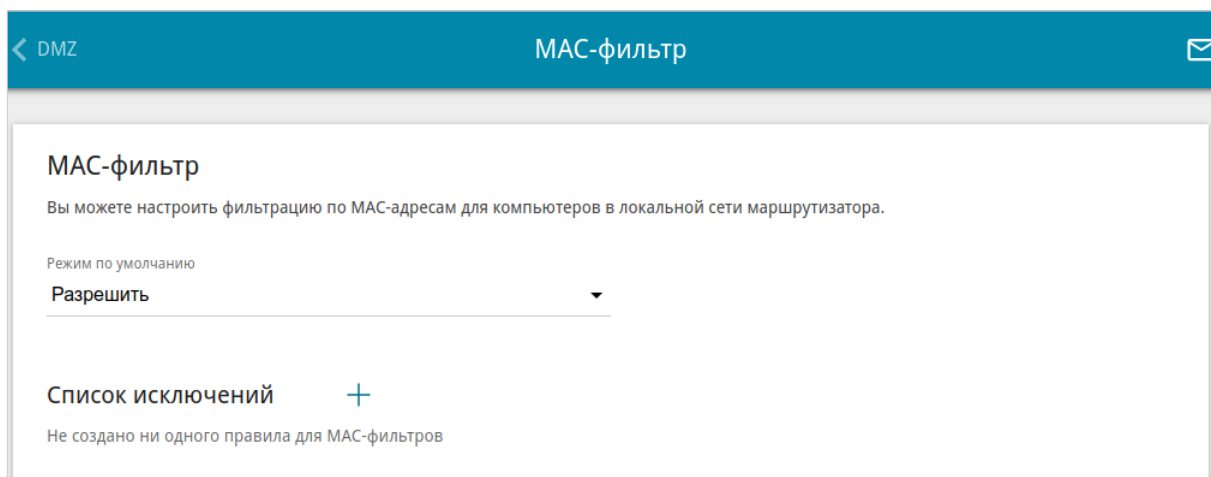 DMZ
MAC-фильтр
MAC-фильтр
Вы можете настроить фильтрацию по MAC-адресам для компьютеров в локальной сети маршрутизатора.
Режим по умолчанию
Разрешить
Список исключений
Не создано ни одного правила для MAC-фильтров